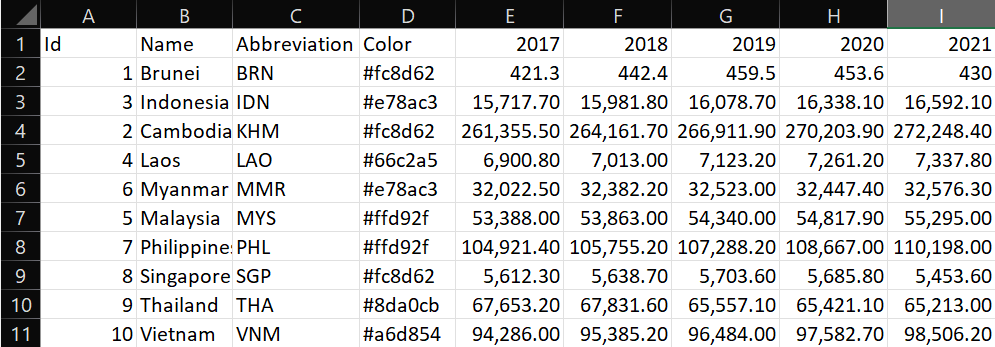 A B C D E F G H I
1 Id Name Abbreviation Color 2017 2018 2019 2020 2021
2 1 Brunei BRN #fc8d62 421.3 442.4 459.5 453.6 430
3 3 Indonesia IDN #e78ac3 15,717.70 15,981.80 16,078.70 16,338.10 16,592.10
4 2 Cambodia KHM #fc8d62 261,355.50 264,161.70 266,911.90 270,203.90 272,248.40
5 4 Laos LAO #66c2a5 6,900.80 7,013.00 7,123.20 7,261.20 7,337.80
6 6 Myanmar MMR #e78ac3 32,022.50 32,382.20 32,523.00 32,447.40 32,576.30
7 5 Malaysia MYS #ffd92f 53,388.00 53,863.00 54,340.00 54,817.90 55,295.00
8 7 Philippine PHL #ffd92f 104,921.40 105,755.20 107,288.20 108,667.00 110,198.00
9 8 Singapore SGP #fc8d62 5,612.30 5,638.70 5,703.60 5,685.80 5,453.60
10 9 Thailand THA #8da0cb 67,653.20 67,831.60 65,557.10 65,421.10 65,213.00
11 10 Vietnam VNM #a6d854 94,286.00 95,385.20 96,484.00 97,582.70 98,506.20